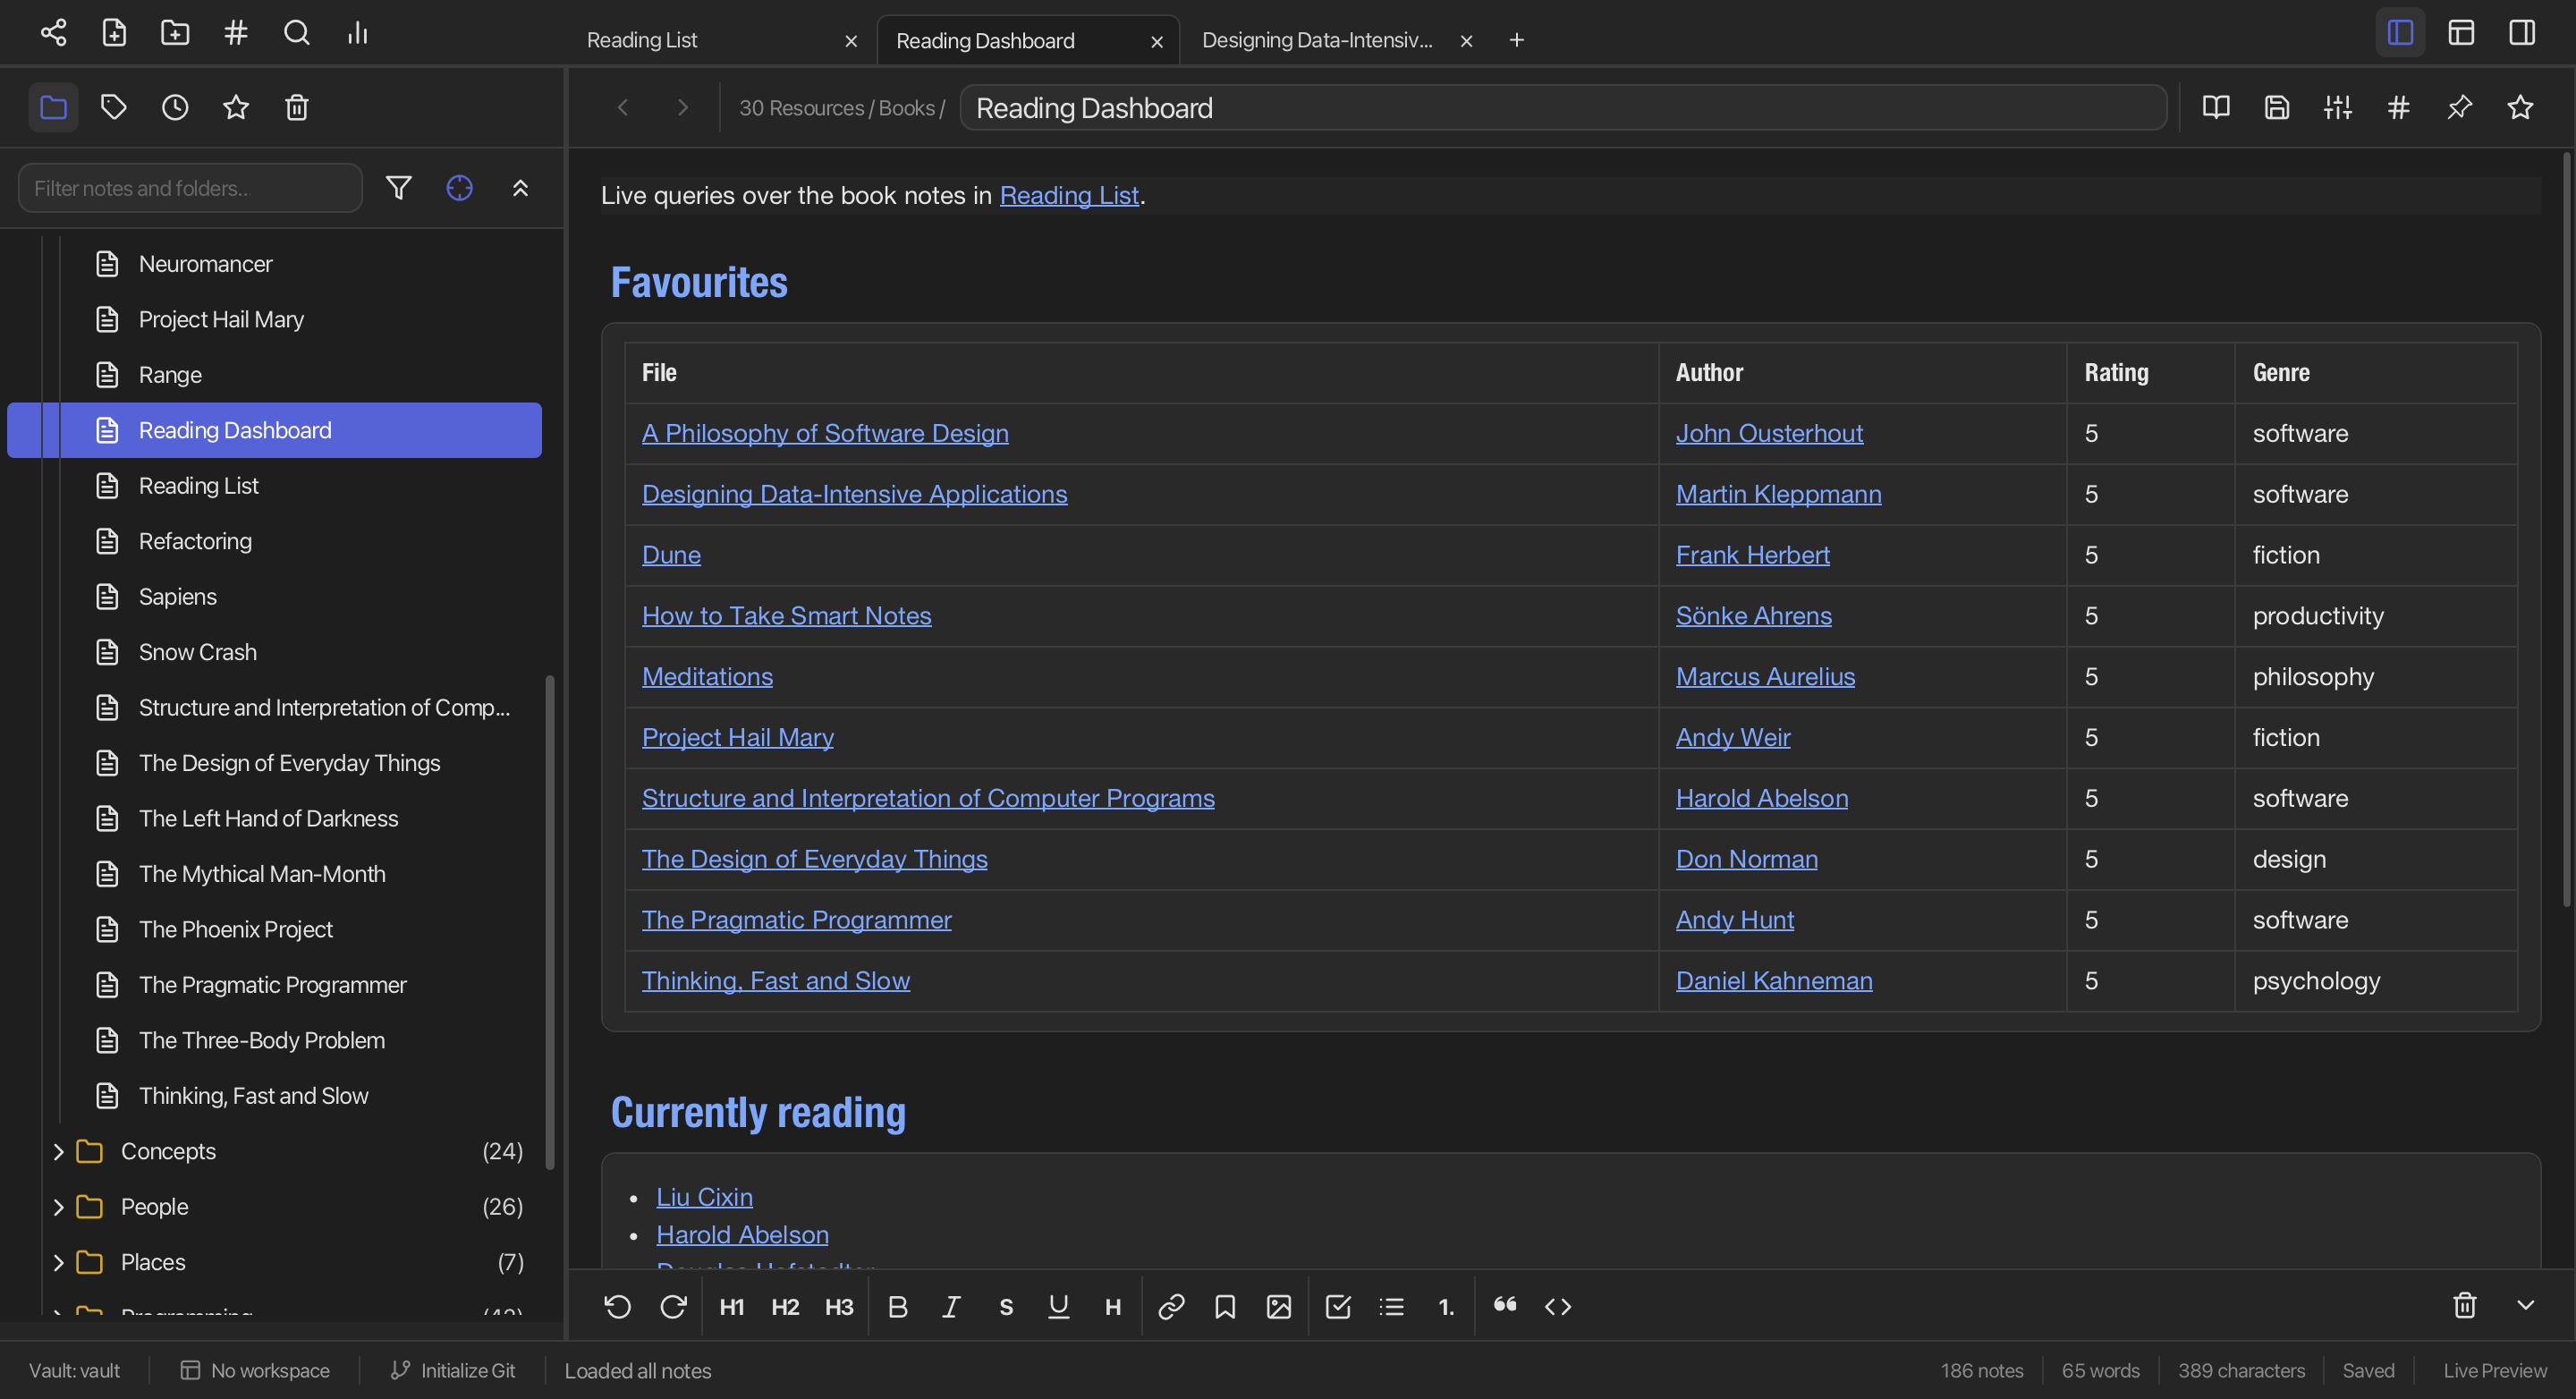 Reading List
Reading Dashboard
Designing Data-Intensiv...
30 Resources / Books /
Reading Dashboard
Filter notes and folders...
Neuromancer
Project Hail Mary
Range
Reading Dashboard
Reading List
Refactoring
Sapiens
Snow Crash
Structure and Interpretation of Comp...
The Design of Everyday Things
The Left Hand of Darkness
The Mythical Man-Month
The Phoenix Project
The Pragmatic Programmer
The Three-Body Problem
Thinking, Fast and Slow
Concepts (24)
People (26)
Places (7)
Programming (42)
Live queries over the book notes in Reading List.
Favourites
File Author Rating Genre
A Philosophy of Software Design John Ousterhout 5 software
Designing Data-Intensive Applications Martin Kleppmann 5 software
Dune Frank Herbert 5 fiction
How to Take Smart Notes Sönke Ahrens 5 productivity
Meditations Marcus Aurelius 5 philosophy
Project Hail Mary Andy Weir 5 fiction
Structure and Interpretation of Computer Programs Harold Abelson 5 software
The Design of Everyday Things Don Norman 5 design
The Pragmatic Programmer Andy Hunt 5 software
Thinking, Fast and Slow Daniel Kahneman 5 psychology
Currently reading
• Liu Cixin
• Harold Abelson
Douglas Hofstadter
H1 H2 H3 B I S U H 1.
Vault: vault No workspace Initialize Git Loaded all notes 186 notes 65 words 389 characters Saved Live Preview